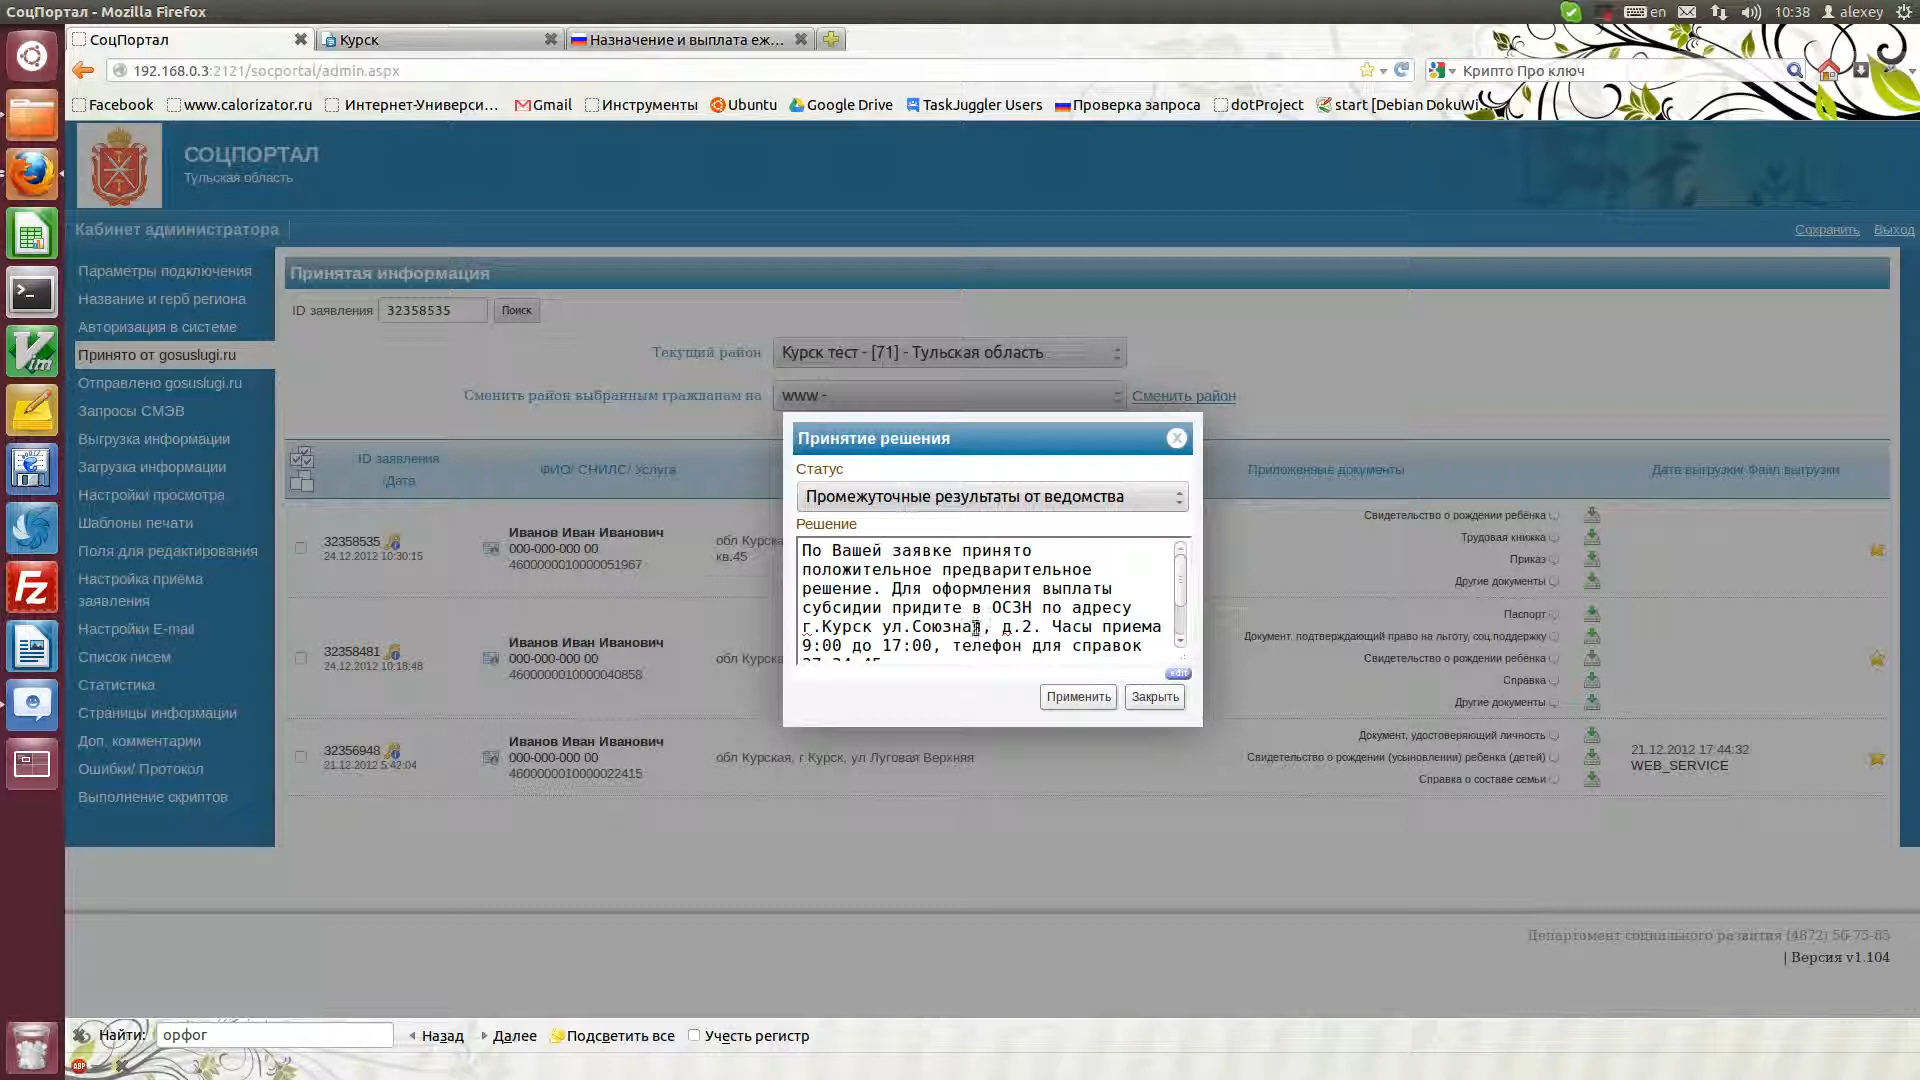 СоцПортал - Mozilla Firefox
en
10:38
alexey
СоцПортал
Курск
Назначение и выплата еж...
192.168.0.3:2121/socportal/admin.aspx
Крипто Про ключ
Facebook
www.calorizator.ru
Интернет-Универси...
Gmail
Инструменты
Ubuntu
Google Drive
TaskJuggler Users
Проверка запроса
dotProject
start [Debian DokuWi...
СОЦПОРТАЛ
Тульская область
Кабинет администратора
Сохранить
Выход
Параметры подключения
Название и герб региона
Авторизация в системе
Принято от gosuslugi.ru
Отправлено gosuslugi.ru
Запросы СМЭВ
Выгрузка информации
Загрузка информации
Настройки просмотра
Шаблоны печати
Поля для редактирования
Настройка приёма
заявления
Настройки E-mail
Список писем
Статистика
Страницы информации
Доп. комментарии
Ошибки/ Протокол
Выполнение скриптов
Принятая информация
ID заявления
32358535
Поиск
Текущий район
Курск тест - [71] - Тульская область
Сменить район выбранным гражданам на
www -
Сменить район
ID заявления
/Дата
ФИО/ СНИЛС/ Услуга
Приложенные документы
Дата выгрузки/ Файл выгрузки
32358535
24.12.2012 10:30:15
Иванов Иван Иванович
000-000-000 00
4600000010000051967
обл Курска
кв.45
Свидетельство о рождении ребёнка
Трудовая книжка
Приказ
Другие документы
32358481
24.12.2012 10:18:48
Иванов Иван Иванович
000-000-000 00
4600000010000040858
обл Курска
Паспорт
Документ, подтверждающий право на льготу, соц.поддержку
Свидетельство о рождении ребёнка
Справка
Другие документы
32356948
21.12.2012 5:42:04
Иванов Иван Иванович
000-000-000 00
4600000010000022415
обл Курская, г Курск, ул Луговая Верхняя
Документ, удостоверяющий личность
Свидетельство о рождении (усыновлении) ребенка (детей)
Справка о составе семьи
21.12.2012 17:44:32
WEB_SERVICE
Принятие решения
Статус
Промежуточные результаты от ведомства
Решение
По Вашей заявке принято
положительное предварительное
решение. Для оформления выплаты
субсидии придите в ОСЗН по адресу
г.Курск ул.Союзная, д.2. Часы приема
9:00 до 17:00, телефон для справок
edit
Применить
Закрыть
Департамент социального развития (4872) 56-75-85
| Версия v1.104
Найти:
орфог
Назад
Далее
Подсветить все
Учесть регистр
ABP